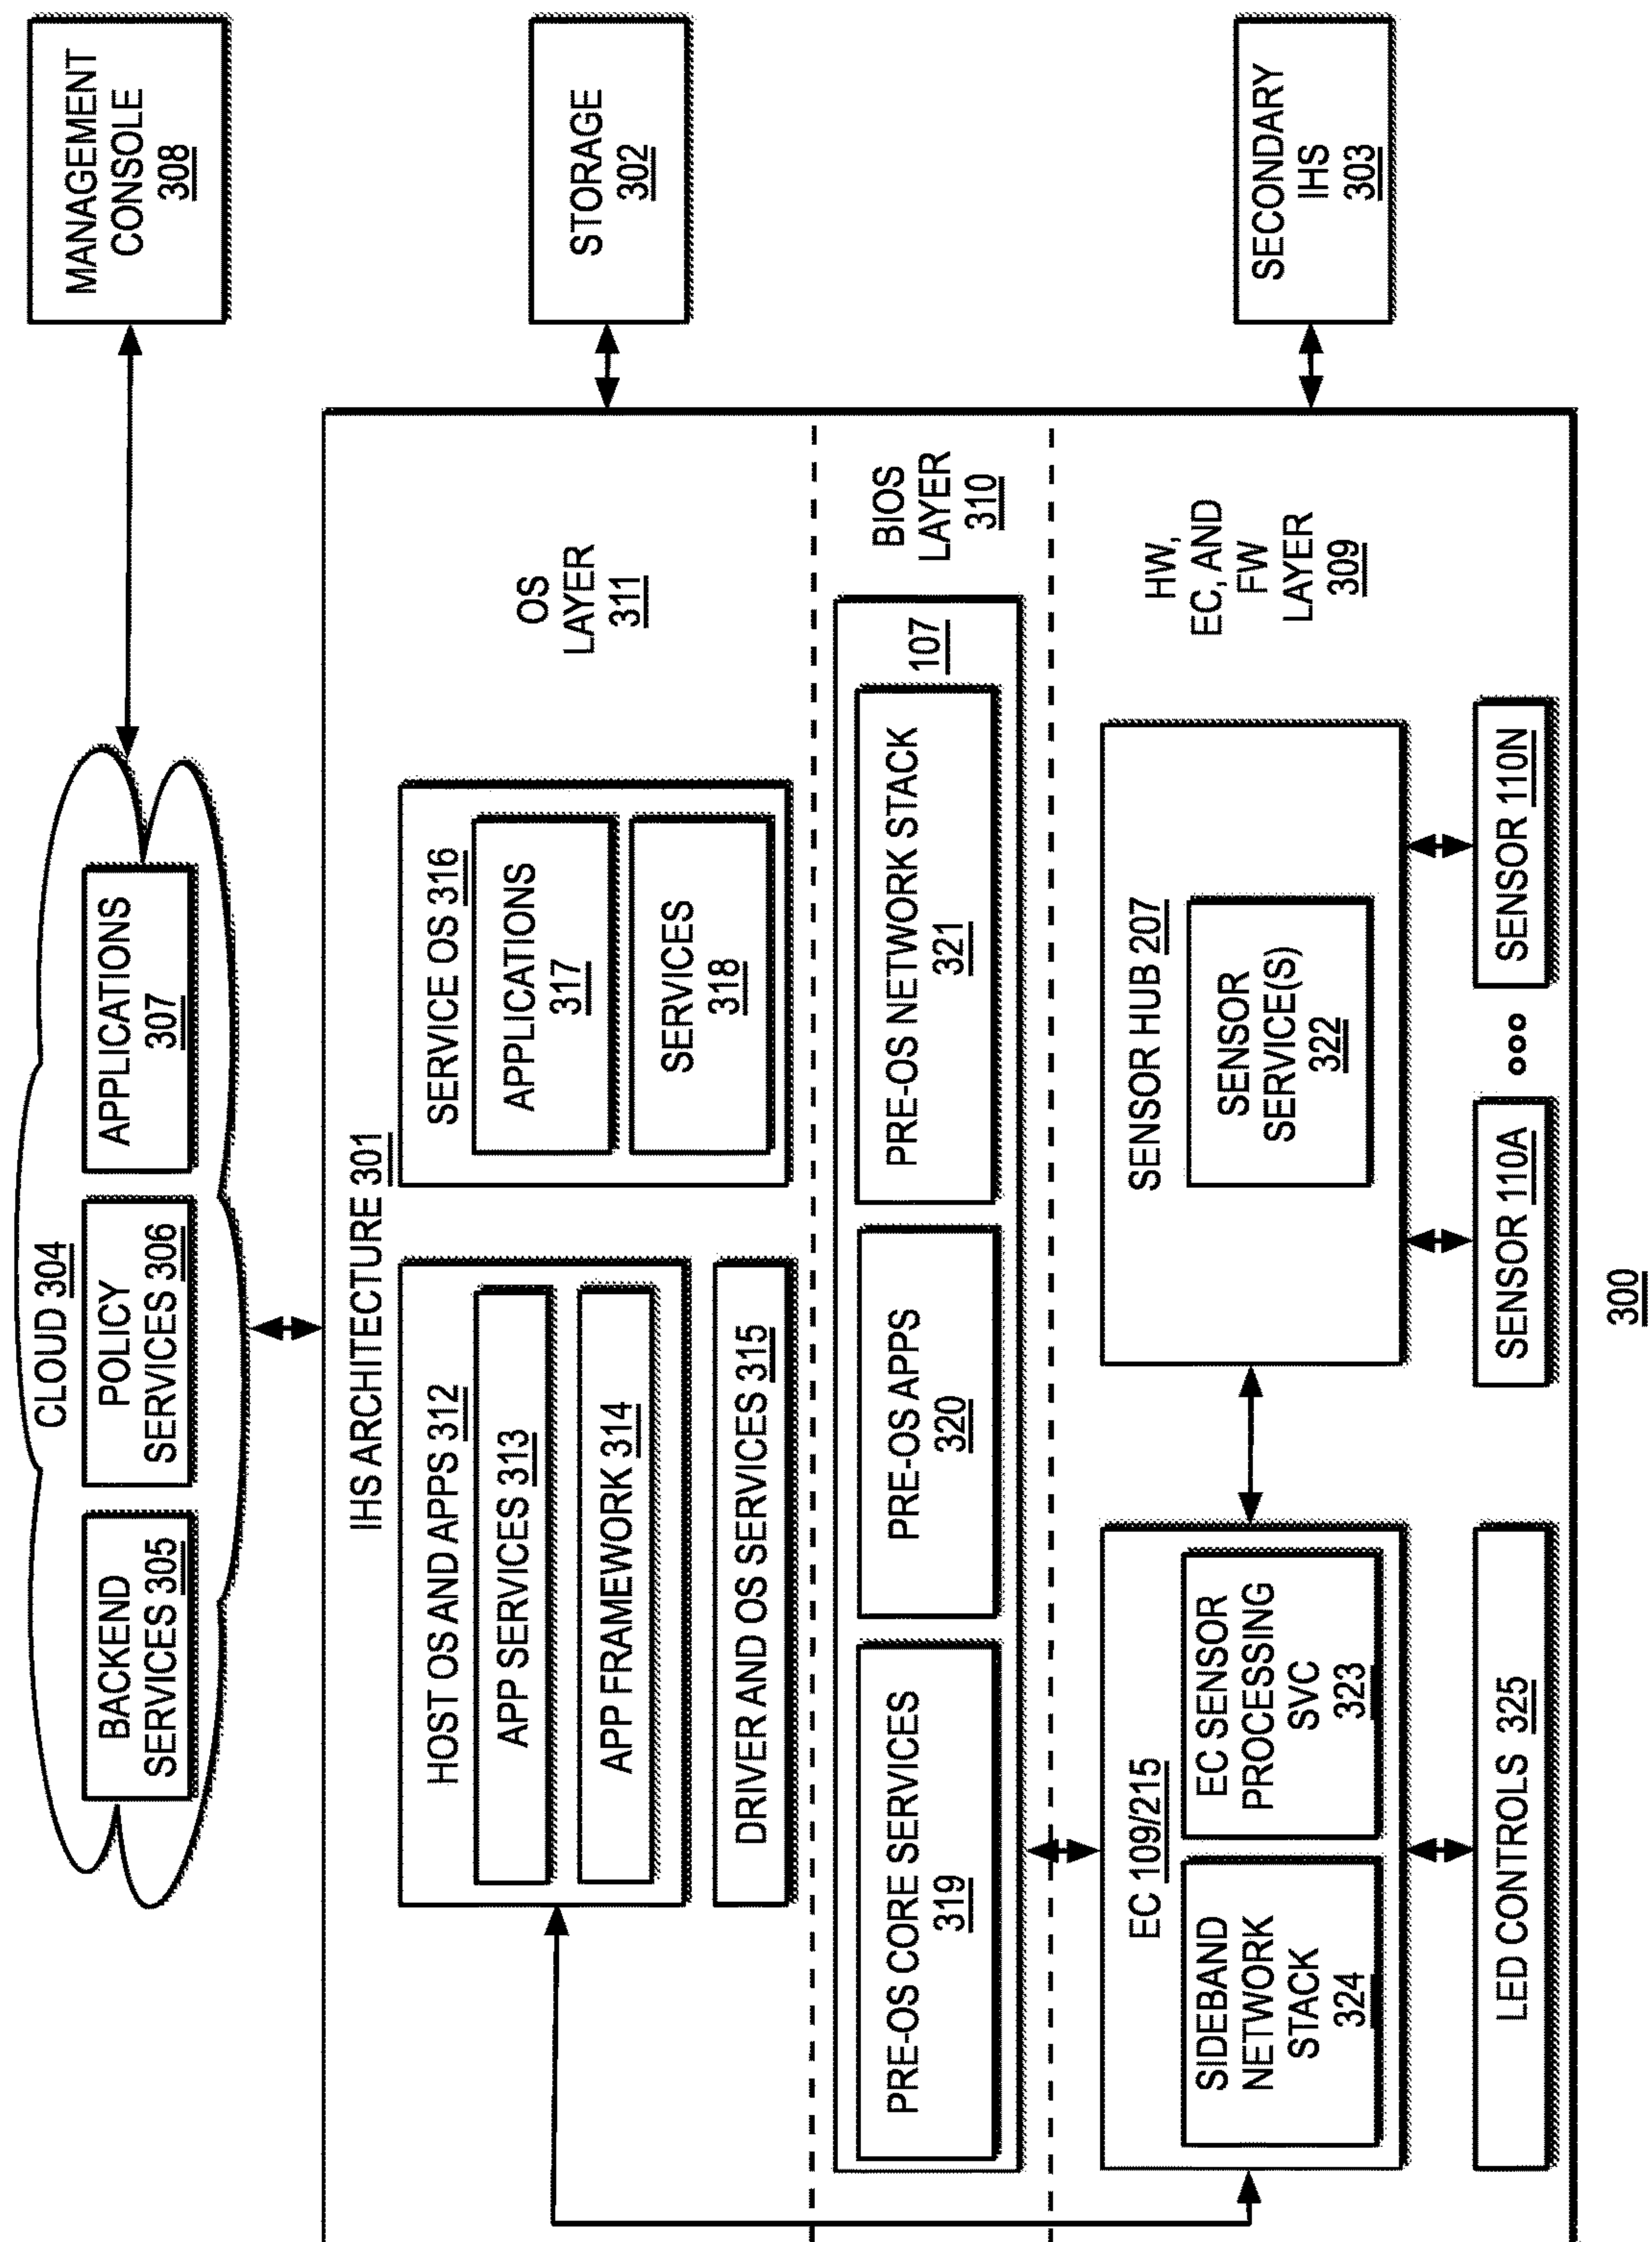 CLOUD 304
BACKEND
SERVICES 305
POLICY
SERVICES 306
APPLICATIONS
307
MANAGEMENT
CONSOLE
308
IHS ARCHITECTURE 301
HOST OS AND APPS 312
APP SERVICES 313
APP FRAMEWORK 314
DRIVER AND OS SERVICES 315
SERVICE OS 316
APPLICATIONS
317
SERVICES
318
OS
LAYER
311
STORAGE
302
PRE-OS CORE SERVICES
319
PRE-OS APPS
320
PRE-OS NETWORK STACK
321
107
BIOS
LAYER
310
EC 109/215
SIDEBAND
NETWORK
STACK
324
EC SENSOR
PROCESSING
SVC
323
SENSOR HUB 207
SENSOR
SERVICE(S)
322
HW,
EC, AND
FW
LAYER
309
SECONDARY
IHS
303
LED CONTROLS 325
SENSOR 110A
SENSOR 110N
300